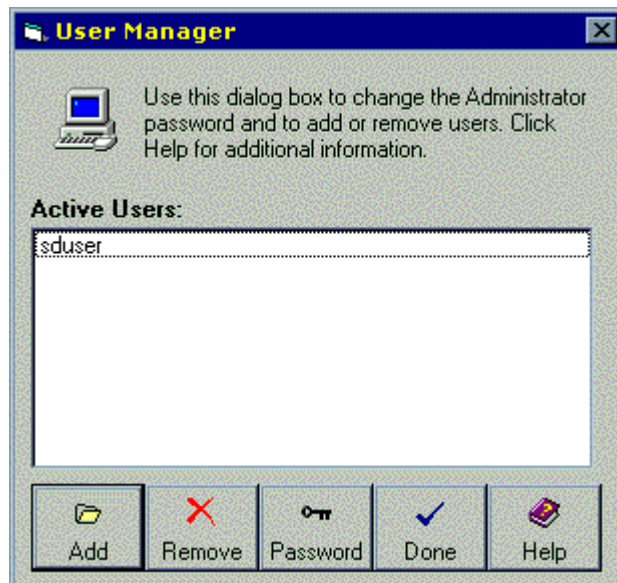 User Manager
Use this dialog box to change the Administrator
password and to add or remove users. Click
Help for additional information.
Active Users:
sduser
Add Remove Password Done Help